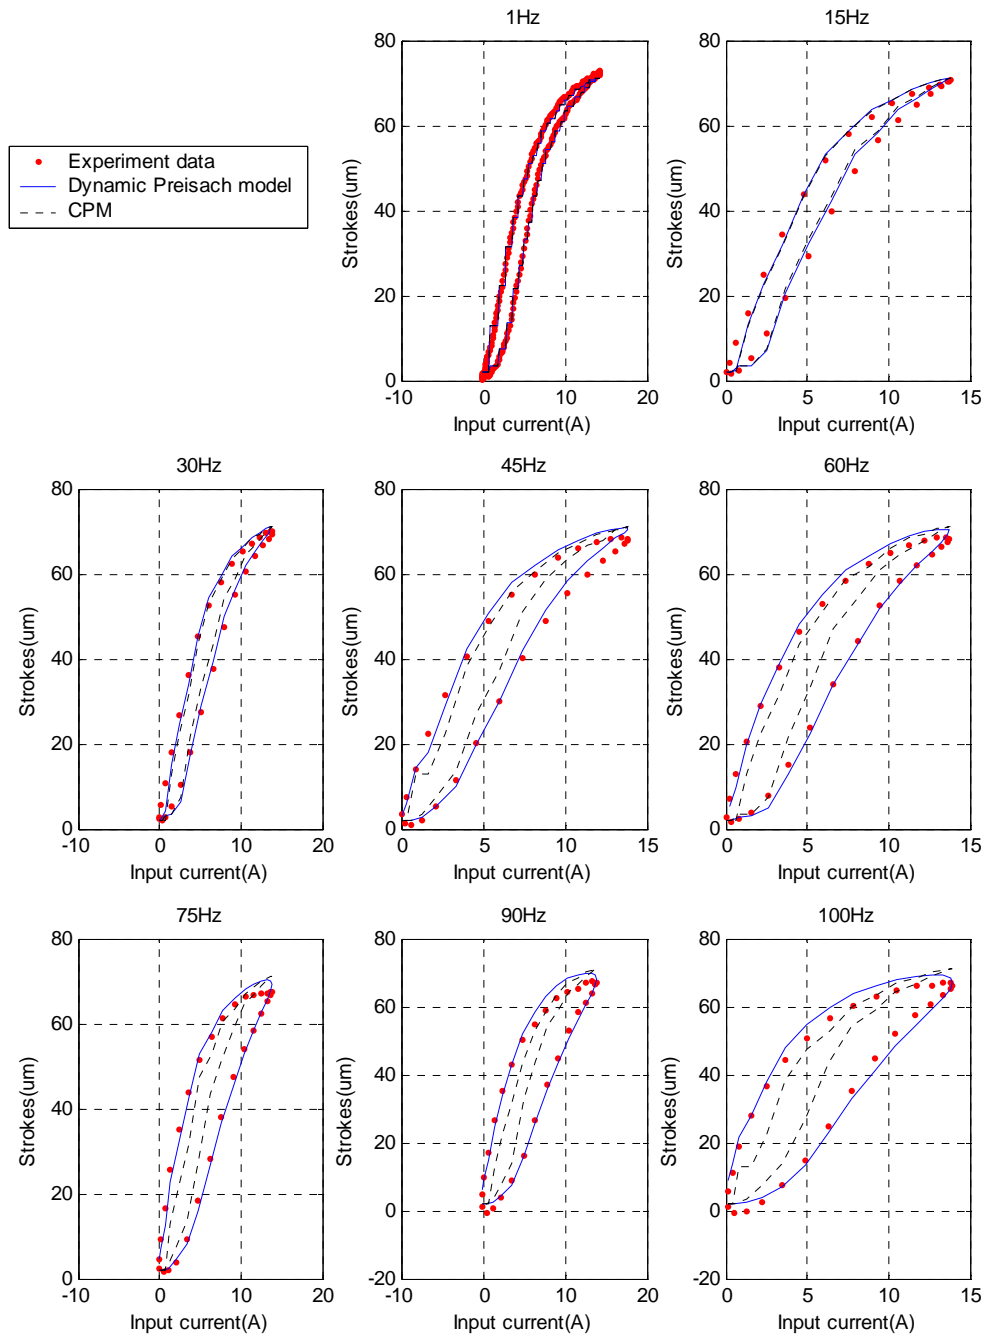 1Hz
80
60
40
20
0
-10
0
10
20
Strokes(um)
Input current(A)
15Hz
80
60
40
20
0
0
5
10
15
Strokes(um)
Input current(A)
Experiment data
Dynamic Preisach model
CPM
30Hz
80
60
40
20
0
-10
0
10
20
Strokes(um)
Input current(A)
45Hz
80
60
40
20
0
0
5
10
15
Strokes(um)
Input current(A)
60Hz
80
60
40
20
0
0
5
10
15
Strokes(um)
Input current(A)
75Hz
80
60
40
20
0
-10
0
10
20
Strokes(um)
Input current(A)
90Hz
80
60
40
20
0
-20
-10
0
10
20
Strokes(um)
Input current(A)
100Hz
80
60
40
20
0
-20
0
5
10
15
Strokes(um)
Input current(A)